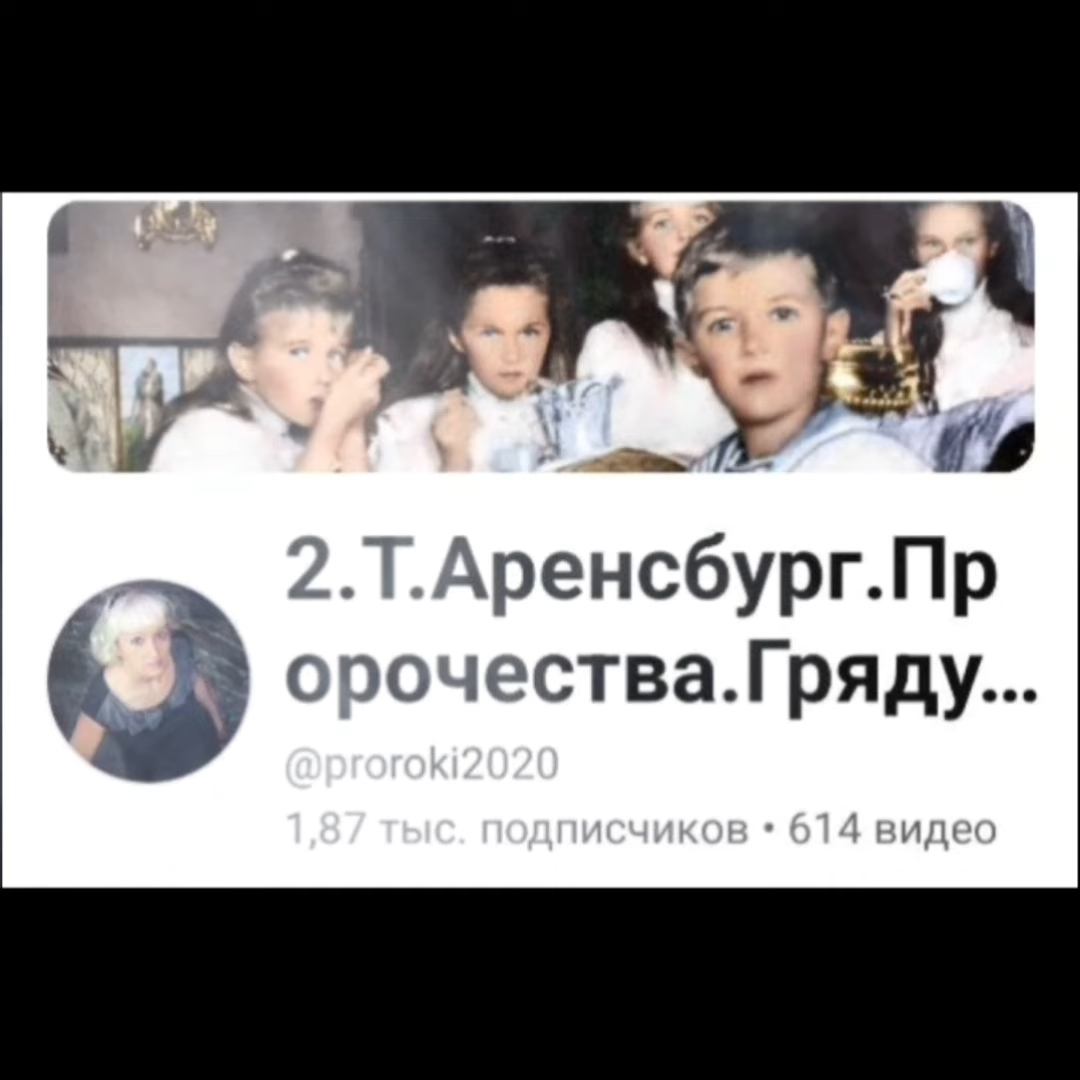 2.Т.Аренсбург.Пр
орочества.Гряду...
@proroki2020
1,87 тыс. подписчиков • 614 видео